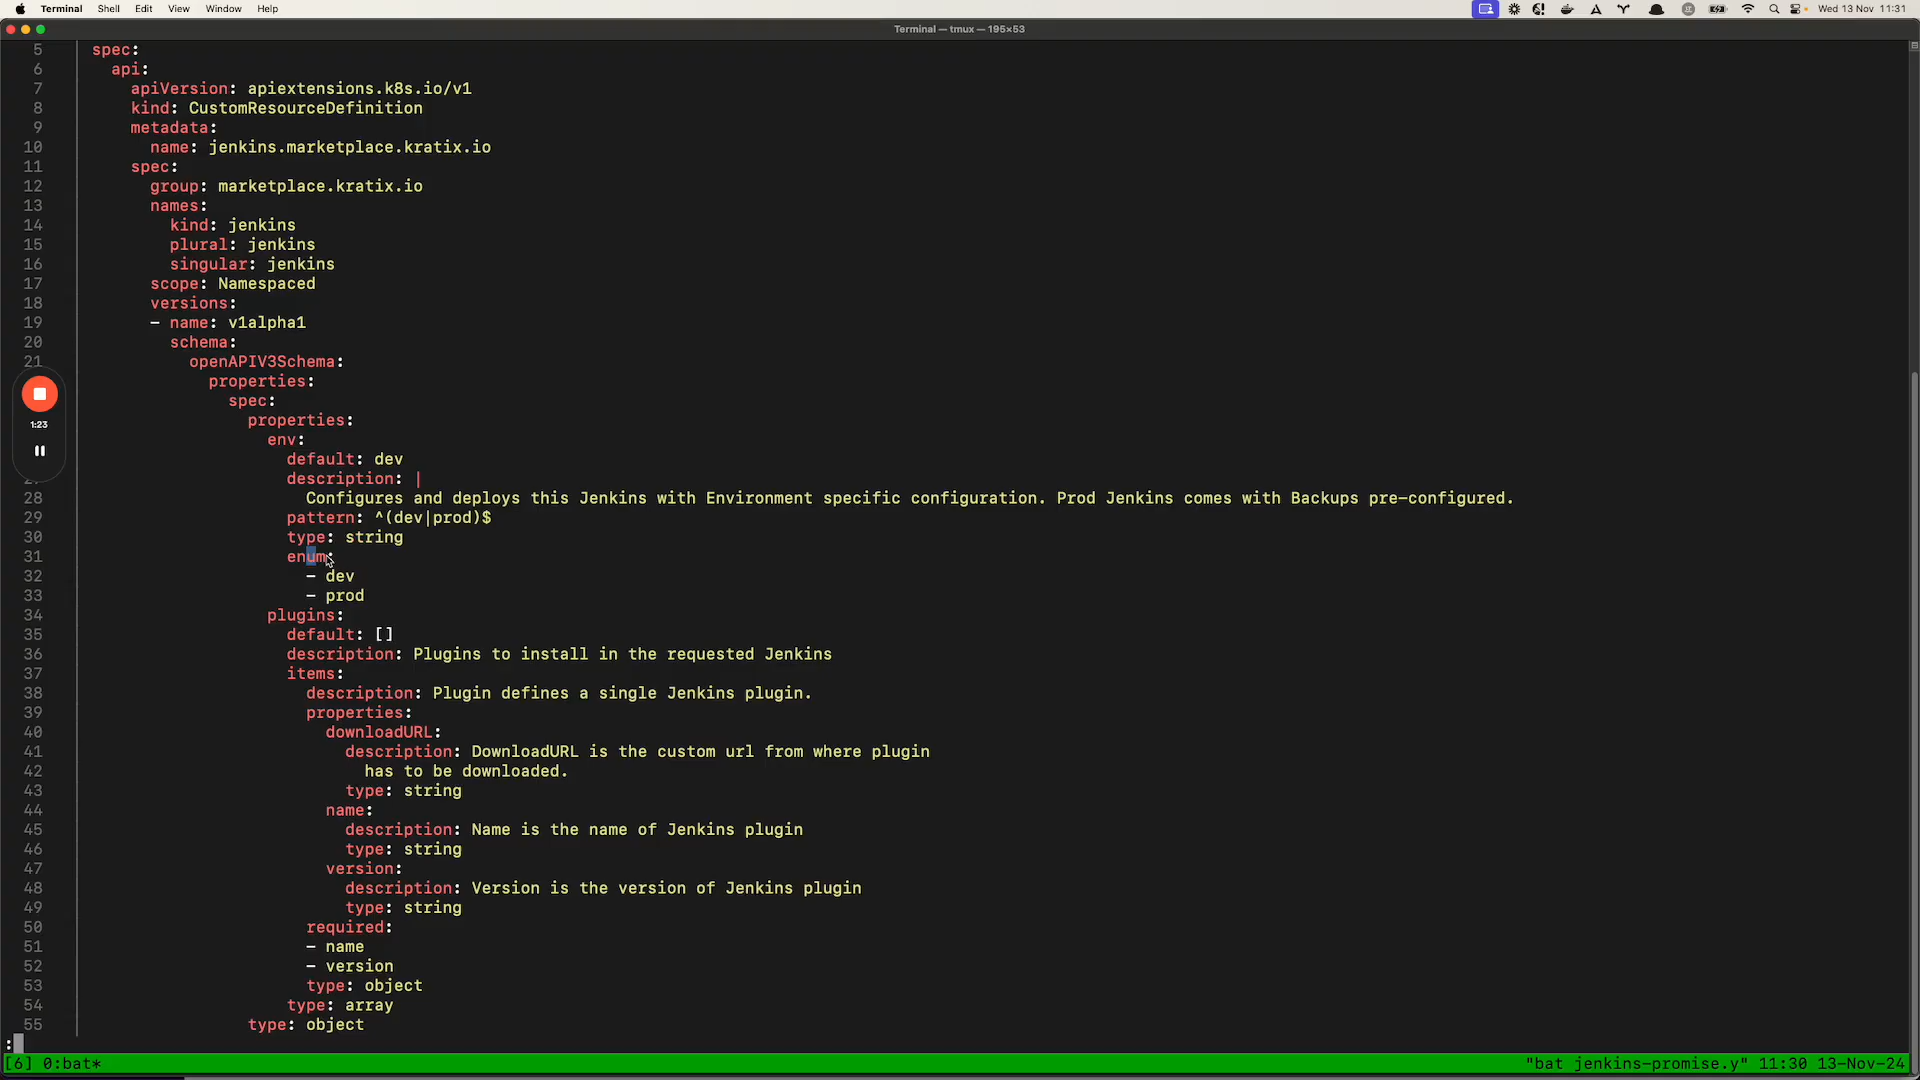 Terminal Shell Edit View Window Help Wed 13 Nov 11:31
Terminal — tmux — 195×53
5 spec:
6 api:
7 apiVersion: apiextensions.k8s.io/v1
8 kind: CustomResourceDefinition
9 metadata:
10 name: jenkins.marketplace.kratix.io
11 spec:
12 group: marketplace.kratix.io
13 names:
14 kind: jenkins
15 plural: jenkins
16 singular: jenkins
17 scope: Namespaced
18 versions:
19 - name: v1alpha1
20 schema:
21 openAPIV3Schema:
properties:
spec:
1:23
properties:
env:
default: dev
description: |
28 Configures and deploys this Jenkins with Environment specific configuration. Prod Jenkins comes with Backups pre-configured.
29 pattern: ^(dev|prod)$
30 type: string
31 enum:
32 - dev
33 - prod
34 plugins:
35 default: []
36 description: Plugins to install in the requested Jenkins
37 items:
38 description: Plugin defines a single Jenkins plugin.
39 properties:
40 downloadURL:
41 description: DownloadURL is the custom url from where plugin
42 has to be downloaded.
43 type: string
44 name:
45 description: Name is the name of Jenkins plugin
46 type: string
47 version:
48 description: Version is the version of Jenkins plugin
49 type: string
50 required:
51 - name
52 - version
53 type: object
54 type: array
55 type: object
:
[6] 0:bat* "bat jenkins-promise.y" 11:30 13-Nov-24